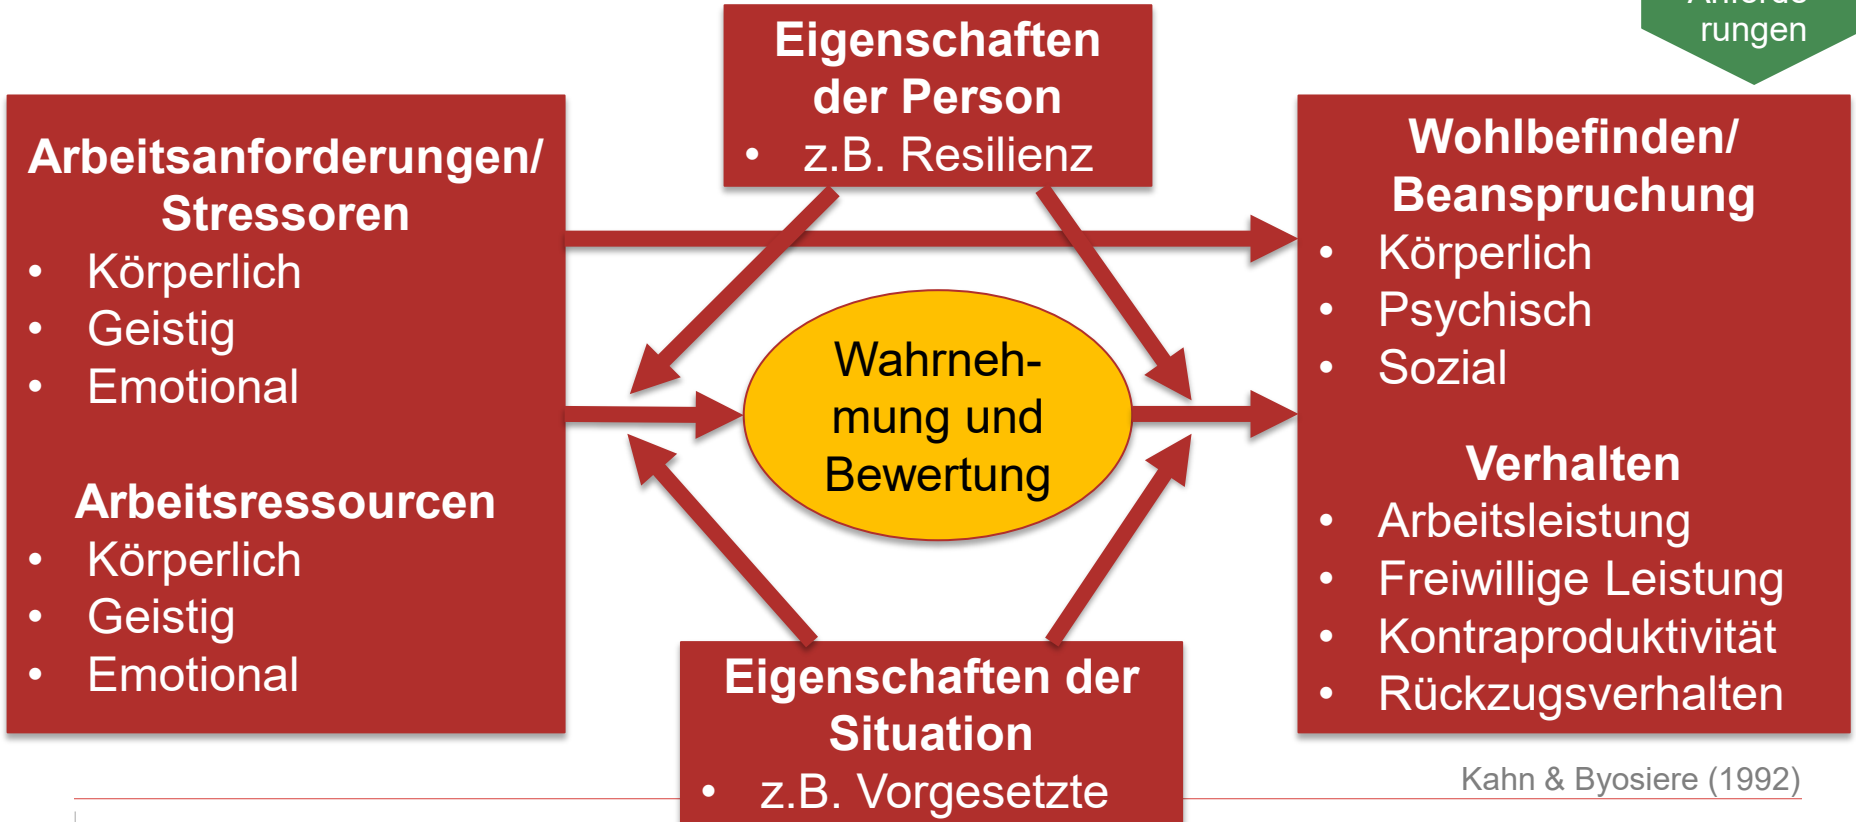 rungen
Eigenschaften
der Person
• z.B. Resilienz
Arbeitsanforderungen/
Stressoren
• Körperlich
• Geistig
• Emotional
Arbeitsressourcen
• Körperlich
• Geistig
• Emotional
Wahrneh-
mung und
Bewertung
Eigenschaften der
Situation
• z.B. Vorgesetzte
Wohlbefinden/
Beanspruchung
• Körperlich
• Psychisch
• Sozial
Verhalten
• Arbeitsleistung
• Freiwillige Leistung
• Kontraproduktivität
• Rückzugsverhalten
Kahn & Byosiere (1992)